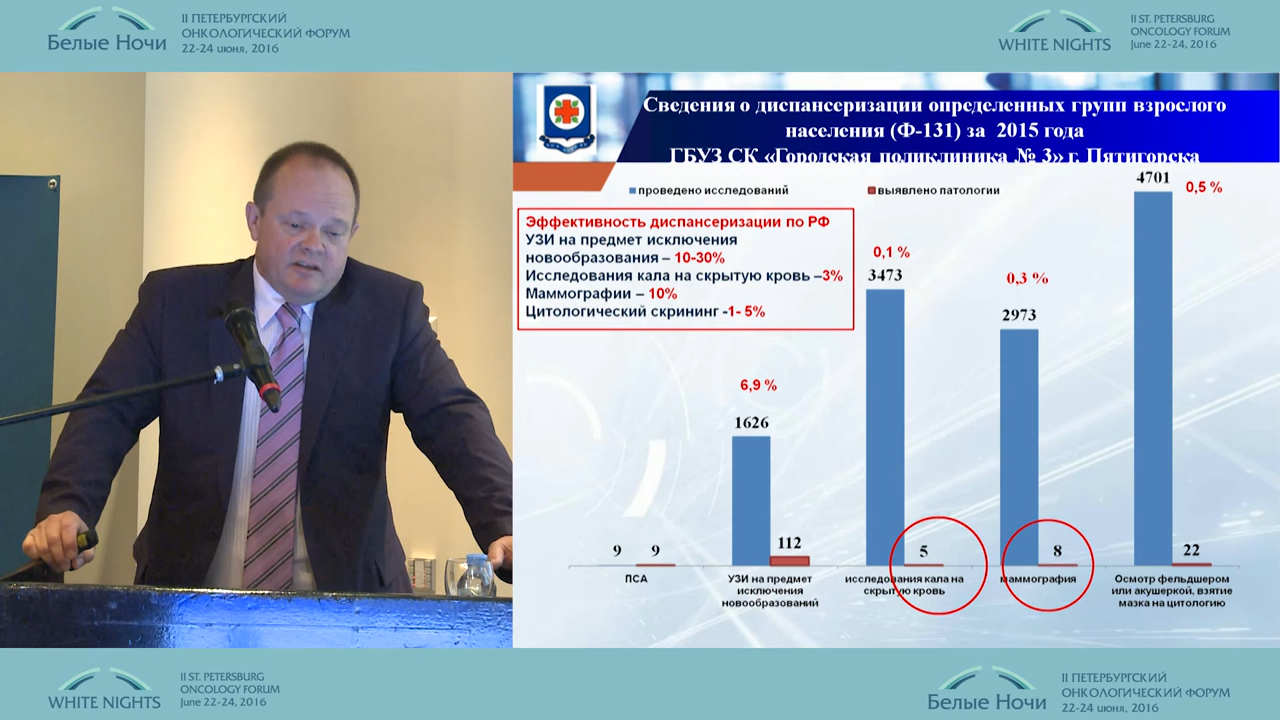 Белые Ночи
II ПЕТЕРБУРГСКИЙ
ОНКОЛОГИЧЕСКИЙ ФОРУМ
22-24 июня, 2016
WHITE NIGHTS
II ST. PETERSBURG
ONCOLOGY FORUM
June 22-24, 2016
Сведения о диспансеризации определенных групп взрослого
населения (Ф-131) за 2015 года
ГБУЗ СК «Городская поликлиника № 3» г. Пятигорска
проведено исследований
выявлено патологии
Эффективность диспансеризации по РФ
УЗИ на предмет исключения
новообразования – 10-30%
Исследования кала на скрытую кровь –3%
Маммографии – 10%
Цитологический скрининг -1- 5%
4701
0,5 %
0,1 %
3473
0,3 %
2973
6,9 %
1626
9
9
112
5
8
22
ПСА
УЗИ на предмет
исключения
новообразований
исследования кала на
скрытую кровь
маммография
Осмотр фельдшером
или акушеркой, взятие
мазка на цитологию
WHITE NIGHTS
II ST. PETERSBURG
ONCOLOGY FORUM
June 22-24, 2016
Белые Ночи
II ПЕТЕРБУРГСКИЙ
ОНКОЛОГИЧЕСКИЙ ФОРУМ
22-24 июня, 2016